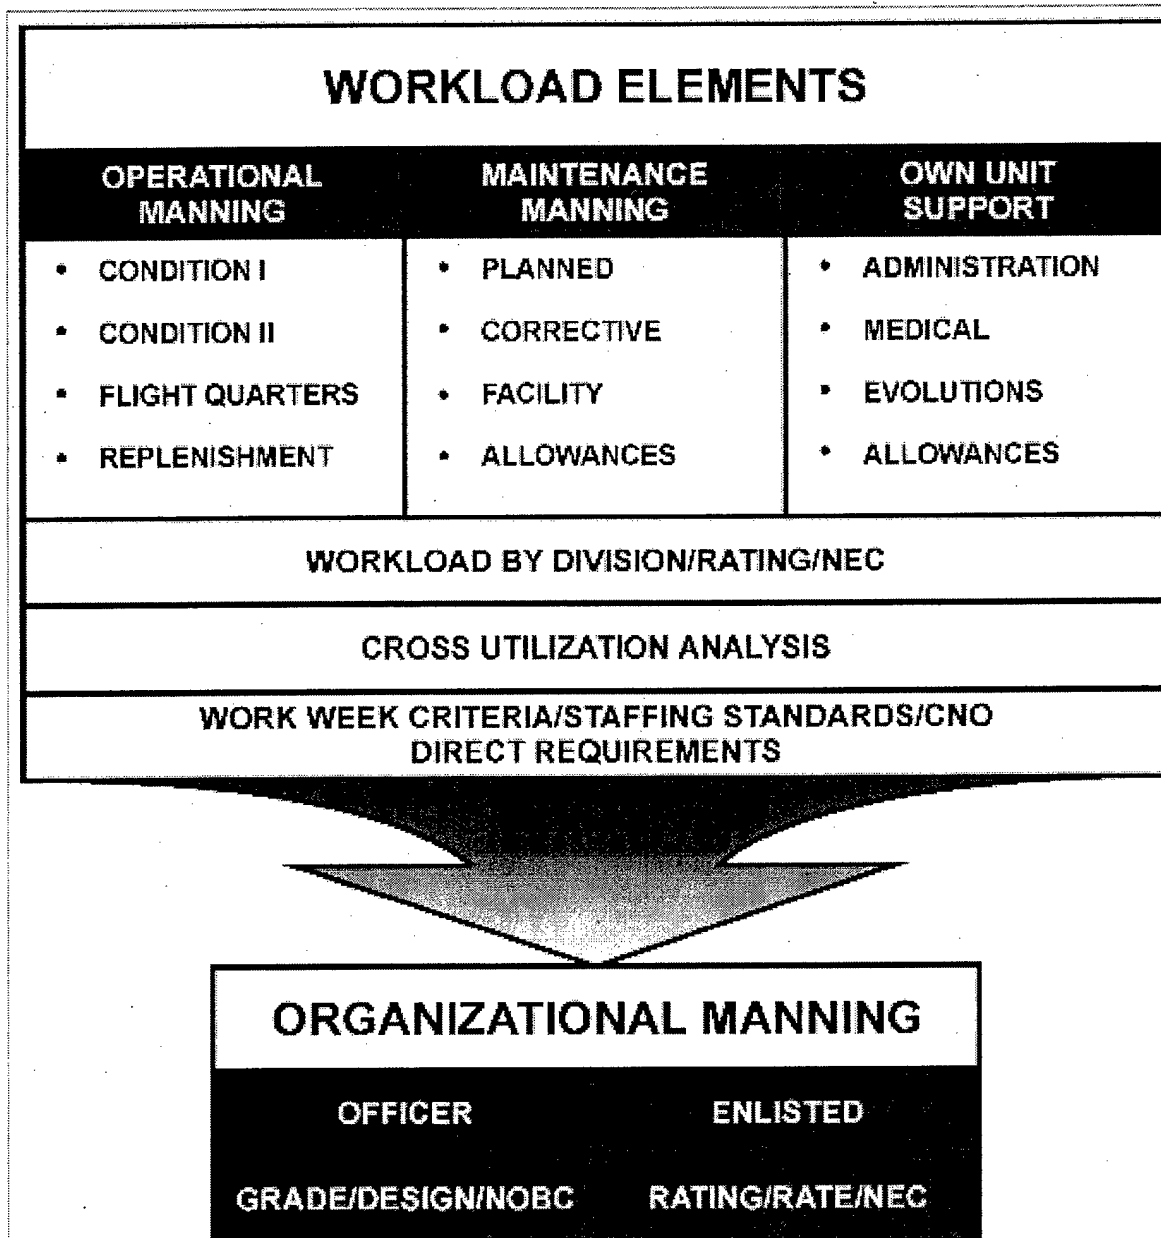 WORKLOAD ELEMENTS
OPERATIONAL
MANNING
MAINTENANCE
MANNING
OWN UNIT
SUPPORT
• CONDITION I
• CONDITION II
• FLIGHT QUARTERS
• REPLENISHMENT
• PLANNED
• CORRECTIVE
• FACILITY
• ALLOWANCES
• ADMINISTRATION
• MEDICAL
• EVOLUTIONS
• ALLOWANCES
WORKLOAD BY DIVISION/RATING/NEC
CROSS UTILIZATION ANALYSIS
WORK WEEK CRITERIA/STAFFING STANDARDS/CNO
DIRECT REQUIREMENTS
ORGANIZATIONAL MANNING
OFFICER
ENLISTED
GRADE/DESIGN/NOBC
RATING/RATE/NEC